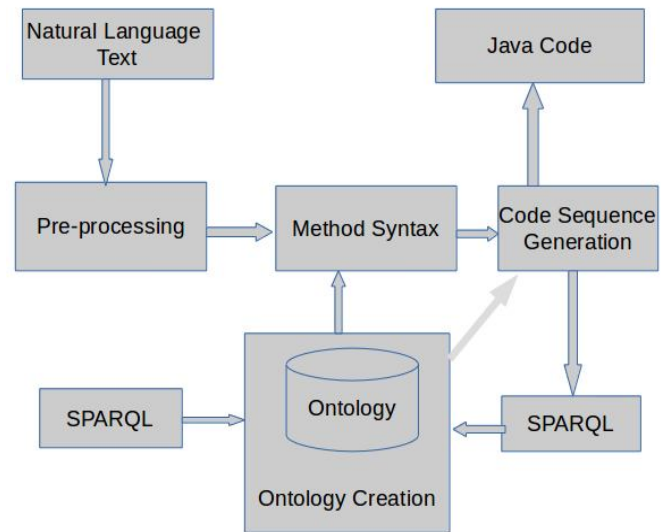 Natural Language
Text
Java Code
Pre-processing
Method Syntax
Code Sequence
Generation
SPARQL
Ontology
SPARQL
Ontology Creation